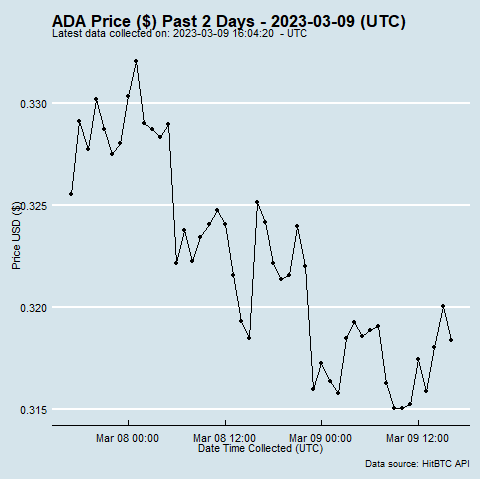 ADA Price ($) Past 2 Days - 2023-03-09 (UTC)
Latest data collected on: 2023-03-09 16:04:20 - UTC
0.330
0.325
0.320
0.315
Price USD ($)
Mar 08 00:00
Mar 08 12:00
Mar 09 00:00
Mar 09 12:00
Date Time Collected (UTC)
Data source: HitBTC API